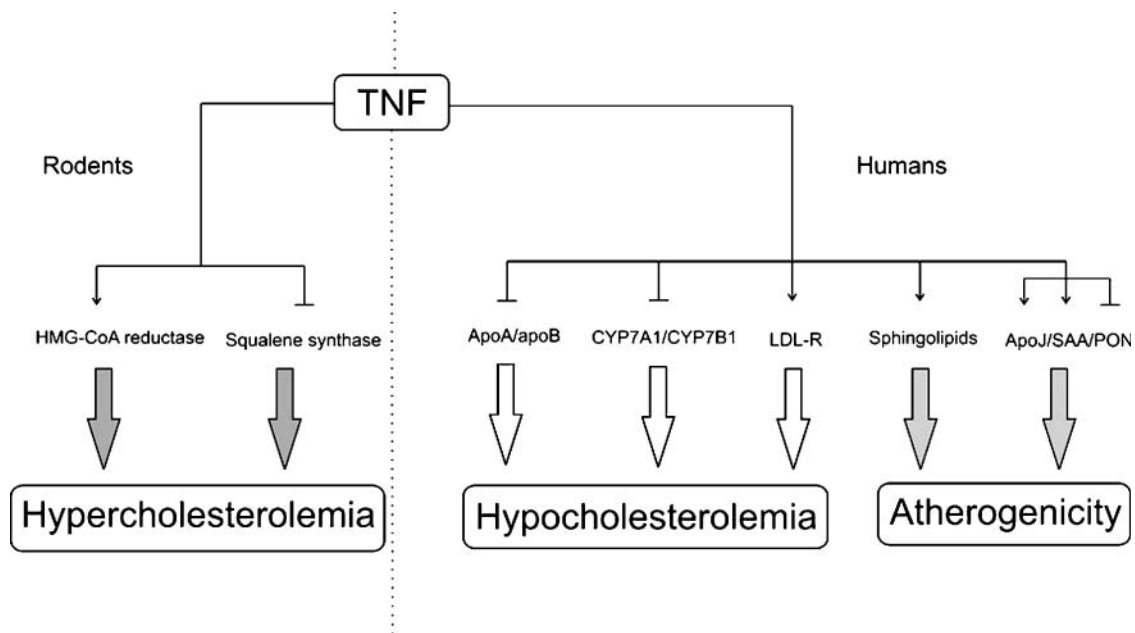 TNF
Rodents
Humans
HMG-CoA reductase
Squalene synthase
ApoA/apoB
CYP7A1/CYP7B1
LDL-R
Sphingolipids
ApoJ/SAA/PON
Hypercholesterolemia
Hypocholesterolemia
Atherogenicity